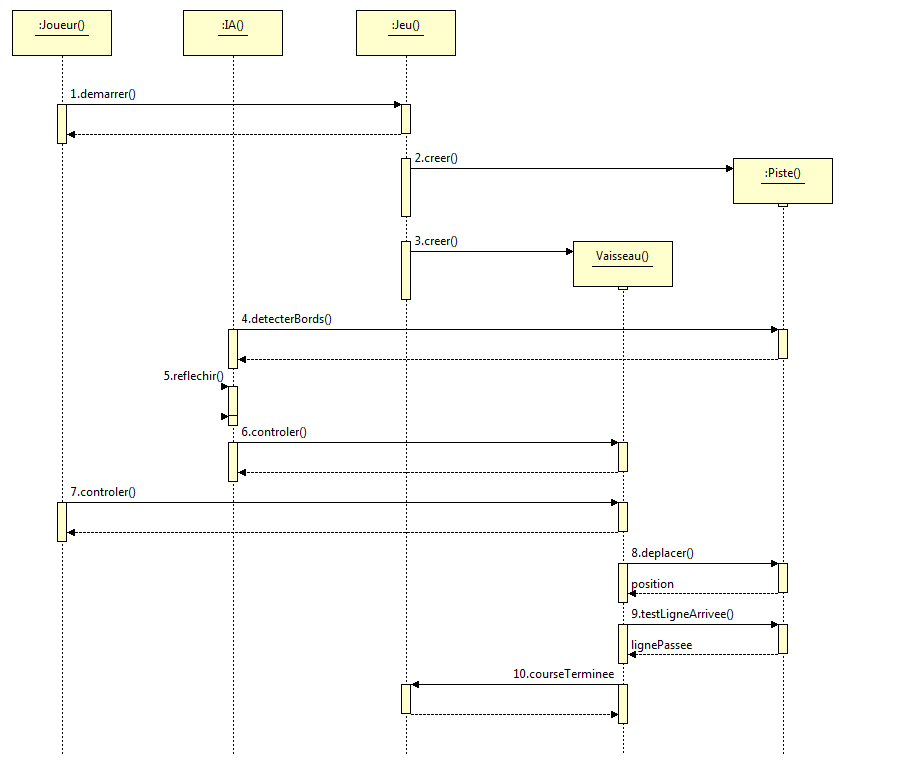 :Joueur()
:IA()
:Jeu()
1.demarrer()
2.creer()
:Piste()
3.creer()
Vaisseau()
4.detecterBords()
5.reflechir()
6.controler()
7.controler()
8.deplacer()
position
9.testLigneArrivee()
lignePassee
10.courseTerminee